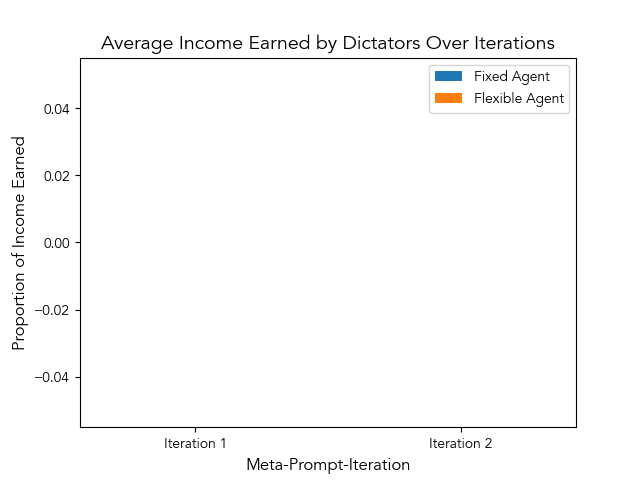 Average Income Earned by Dictators Over Iterations
Fixed Agent
Flexible Agent
Proportion of Income Earned
0.04
0.02
0.00
−0.02
−0.04
Iteration 1
Iteration 2
Meta-Prompt-Iteration